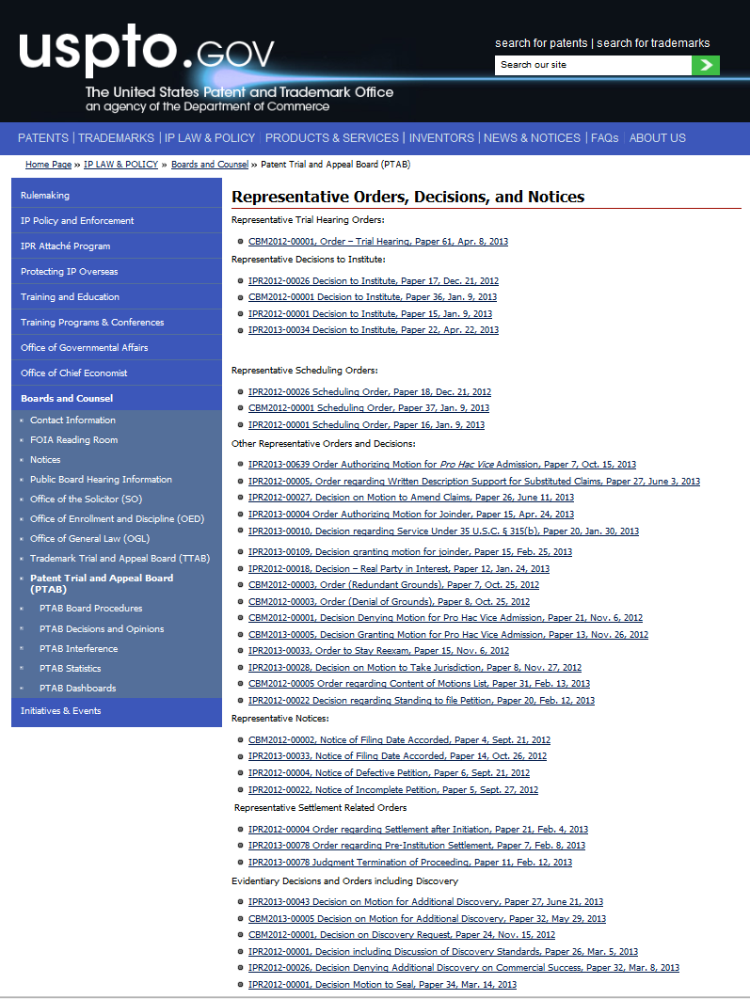 uspto.GOV
The United States Patent and Trademark Office
an agency of the Department of Commerce
search for patents | search for trademarks
Search our site
PATENTS | TRADEMARKS | IP LAW & POLICY | PRODUCTS & SERVICES | INVENTORS | NEWS & NOTICES | FAQs | ABOUT US
Home Page » IP LAW & POLICY » Boards and Counsel » Patent Trial and Appeal Board (PTAB)
Rulemaking
IP Policy and Enforcement
IPR Attaché Program
Protecting IP Overseas
Training and Education
Training Programs & Conferences
Office of Governmental Affairs
Office of Chief Economist
Boards and Counsel
Contact Information
FOIA Reading Room
Notices
Public Board Hearing Information
Office of the Solicitor (SO)
Office of Enrollment and Discipline (OED)
Office of General Law (OGL)
Trademark Trial and Appeal Board (TTAB)
Patent Trial and Appeal Board
(PTAB)
PTAB Board Procedures
PTAB Decisions and Opinions
PTAB Interference
PTAB Statistics
PTAB Dashboards
Initiatives & Events
Representative Orders, Decisions, and Notices
Representative Trial Hearing Orders:
CBM2012-00001, Order – Trial Hearing, Paper 61, Apr. 8, 2013
Representative Decisions to Institute:
IPR2012-00026 Decision to Institute, Paper 17, Dec. 21, 2012
CBM2012-00001 Decision to Institute, Paper 36, Jan. 9, 2013
IPR2012-00001 Decision to Institute, Paper 15, Jan. 9, 2013
IPR2013-00034 Decision to Institute, Paper 22, Apr. 22, 2013
Representative Scheduling Orders:
IPR2012-00026 Scheduling Order, Paper 18, Dec. 21, 2012
CBM2012-00001 Scheduling Order, Paper 37, Jan. 9, 2013
IPR2012-00001 Scheduling Order, Paper 16, Jan. 9, 2013
Other Representative Orders and Decisions:
IPR2013-00639 Order Authorizing Motion for Pro Hac Vice Admission, Paper 7, Oct. 15, 2013
IPR2012-00005, Order regarding Written Description Support for Substituted Claims, Paper 27, June 3, 2013
IPR2012-00027, Decision on Motion to Amend Claims, Paper 26, June 11, 2013
IPR2013-00004 Order Authorizing Motion for Joinder, Paper 15, Apr. 24, 2013
IPR2013-00010, Decision regarding Service Under 35 U.S.C. § 315(b), Paper 20, Jan. 30, 2013
IPR2013-00109, Decision granting motion for joinder, Paper 15, Feb. 25, 2013
IPR2012-00018, Decision – Real Party in Interest, Paper 12, Jan. 24, 2013
CBM2012-00003, Order (Redundant Grounds), Paper 7, Oct. 25, 2012
CBM2012-00003, Order (Denial of Grounds), Paper 8, Oct. 25, 2012
CBM2012-00001, Decision Denying Motion for Pro Hac Vice Admission, Paper 21, Nov. 6, 2012
CBM2013-00005, Decision Granting Motion for Pro Hac Vice Admission, Paper 13, Nov. 26, 2012
IPR2013-00033, Order to Stay Reexam, Paper 15, Nov. 6, 2012
IPR2013-00028, Decision on Motion to Take Jurisdiction, Paper 8, Nov. 27, 2012
CBM2012-00005 Order regarding Content of Motions List, Paper 31, Feb. 13, 2013
IPR2012-00022 Decision regarding Standing to file Petition, Paper 20, Feb. 12, 2013
Representative Notices:
CBM2012-00002, Notice of Filing Date Accorded, Paper 4, Sept. 21, 2012
IPR2013-00033, Notice of Filing Date Accorded, Paper 14, Oct. 26, 2012
IPR2012-00004, Notice of Defective Petition, Paper 6, Sept. 21, 2012
IPR2012-00022, Notice of Incomplete Petition, Paper 5, Sept. 27, 2012
Representative Settlement Related Orders
IPR2012-00004 Order regarding Settlement after Initiation, Paper 21, Feb. 4, 2013
IPR2013-00078 Order regarding Pre-Institution Settlement, Paper 7, Feb. 8, 2013
IPR2013-00078 Judgment Termination of Proceeding, Paper 11, Feb. 12, 2013
Evidentiary Decisions and Orders including Discovery
IPR2013-00043 Decision on Motion for Additional Discovery, Paper 27, June 21, 2013
CBM2013-00005 Decision on Motion for Additional Discovery, Paper 32, May 29, 2013
CBM2012-00001, Decision on Discovery Request, Paper 24, Nov. 15, 2012
IPR2012-00001, Decision including Discussion of Discovery Standards, Paper 26, Mar. 5, 2013
IPR2012-00026, Decision Denying Additional Discovery on Commercial Success, Paper 32, Mar. 8, 2013
IPR2012-00001, Decision Motion to Seal, Paper 34, Mar. 14, 2013